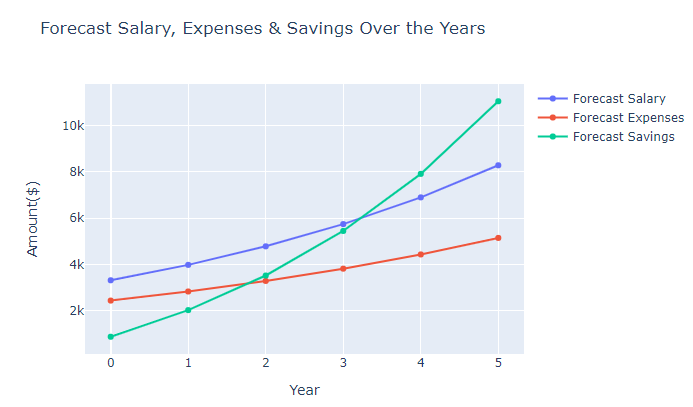 Forecast Salary, Expenses & Savings Over the Years
Forecast Salary
Forecast Expenses
Forecast Savings
Amount($)
10k
8k
6k
4k
2k
0 1 2 3 4 5
Year